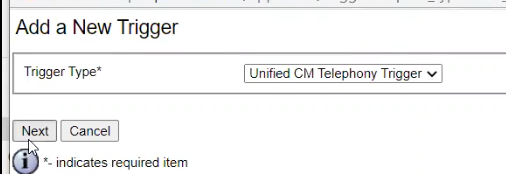 Add a New Trigger
Trigger Type* Unified CM Telephony Trigger
Next Cancel
*- indicates required item